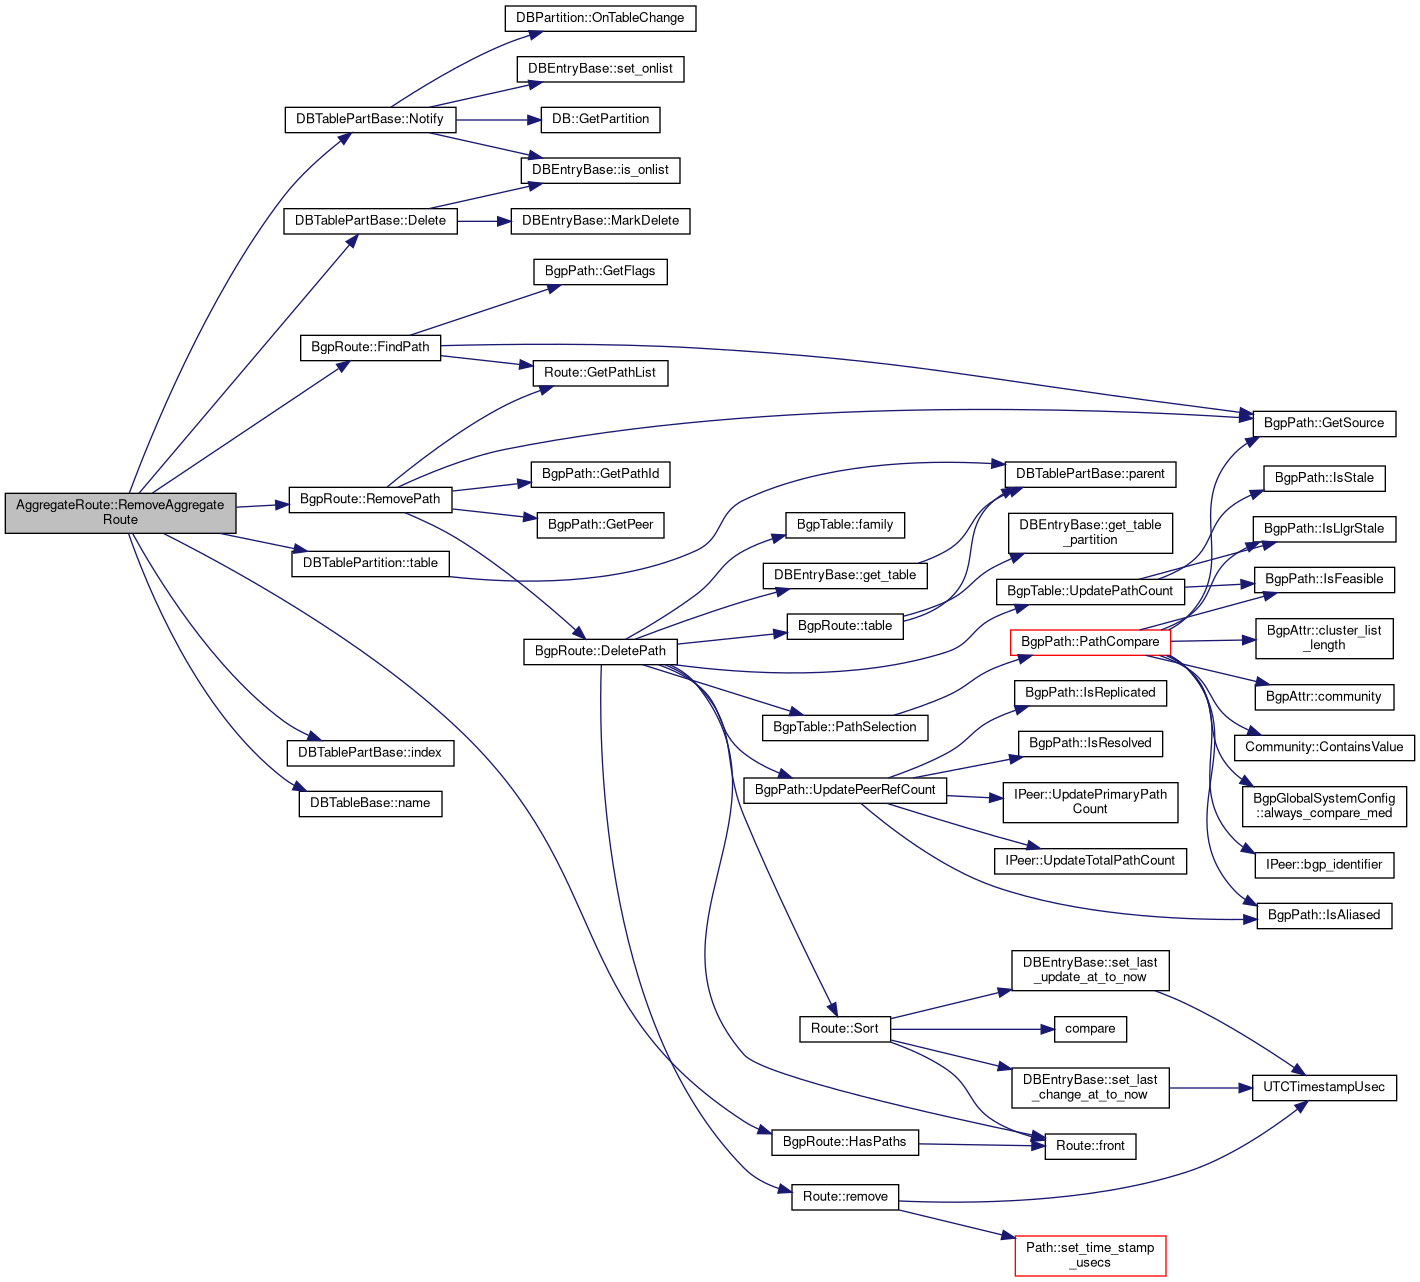 DBPartition::OnTableChange
DBEntryBase::set_onlist
DBTablePartBase::Notify
DB::GetPartition
DBEntryBase::is_onlist
DBTablePartBase::Delete
DBEntryBase::MarkDelete
BgpPath::GetFlags
BgpRoute::FindPath
Route::GetPathList
BgpPath::GetSource
BgpPath::GetPathId
DBTablePartBase::parent
BgpPath::IsStale
AggregateRoute::RemoveAggregate
Route
BgpRoute::RemovePath
BgpPath::GetPeer
BgpTable::family
DBEntryBase::get_table
_partition
BgpPath::IsLlgrStale
DBTablePartition::table
DBEntryBase::get_table
BgpTable::UpdatePathCount
BgpPath::IsFeasible
BgpRoute::table
BgpRoute::DeletePath
BgpPath::PathCompare
BgpAttr::cluster_list
_length
BgpPath::IsReplicated
BgpAttr::community
BgpTable::PathSelection
BgpPath::IsResolved
Community::ContainsValue
DBTablePartBase::index
BgpPath::UpdatePeerRefCount
IPeer::UpdatePrimaryPath
Count
BgpGlobalSystemConfig
::always_compare_med
DBTableBase::name
IPeer::UpdateTotalPathCount
IPeer::bgp_identifier
BgpPath::IsAliased
DBEntryBase::set_last
_update_at_to_now
Route::Sort
compare
DBEntryBase::set_last
_change_at_to_now
UTCTimestampUsec
BgpRoute::HasPaths
Route::front
Route::remove
Path::set_time_stamp
_usecs